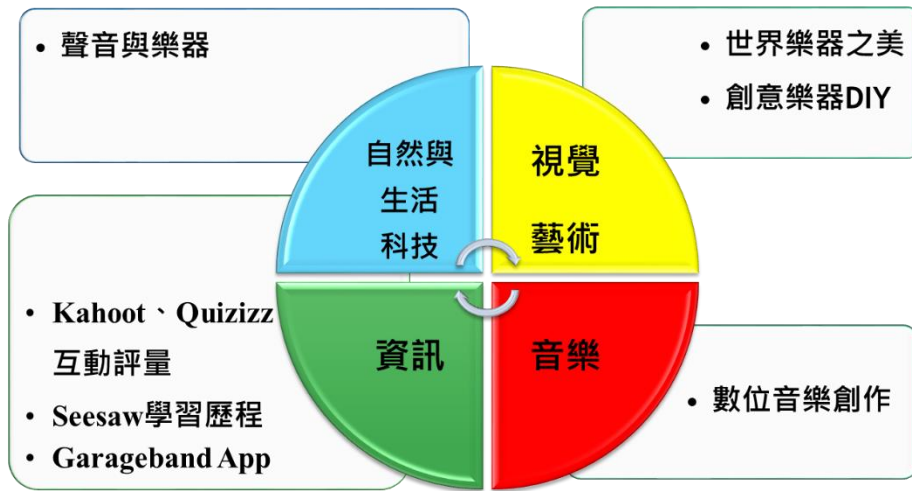 • 聲音與樂器
• 世界樂器之美
• 創意樂器DIY
自然與
生活
科技
視覺
藝術
資訊
音樂
• Kahoot、Quizizz
互動評量
• Seesaw學習歷程
• Garageband App
• 數位音樂創作